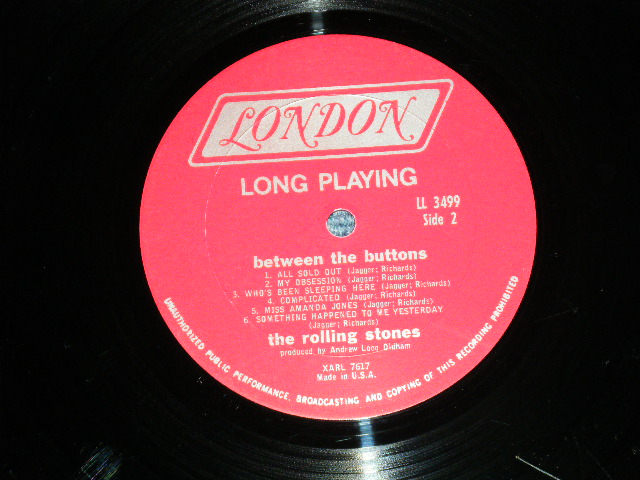 LONDON
LONG PLAYING
LL 3499
Side 2
between the buttons
1. ALL SOLD OUT (Jagger; Richards)
2. MY OBSESSION (Jagger; Richards)
3. WHO'S BEEN SLEEPING HERE (Jagger; Richards)
4. COMPLICATED (Jagger; Richards)
5. MISS AMANDA JONES (Jagger; Richards)
6. SOMETHING HAPPENED TO ME YESTERDAY
(Jagger; Richards)
the rolling stones
produced by Andrew Loog Oldham
XARL 7617
Made in U.S.A.
UNAUTHORIZED PUBLIC PERFORMANCE, BROADCASTING AND COPYING OF THIS RECORDING PROHIBITED